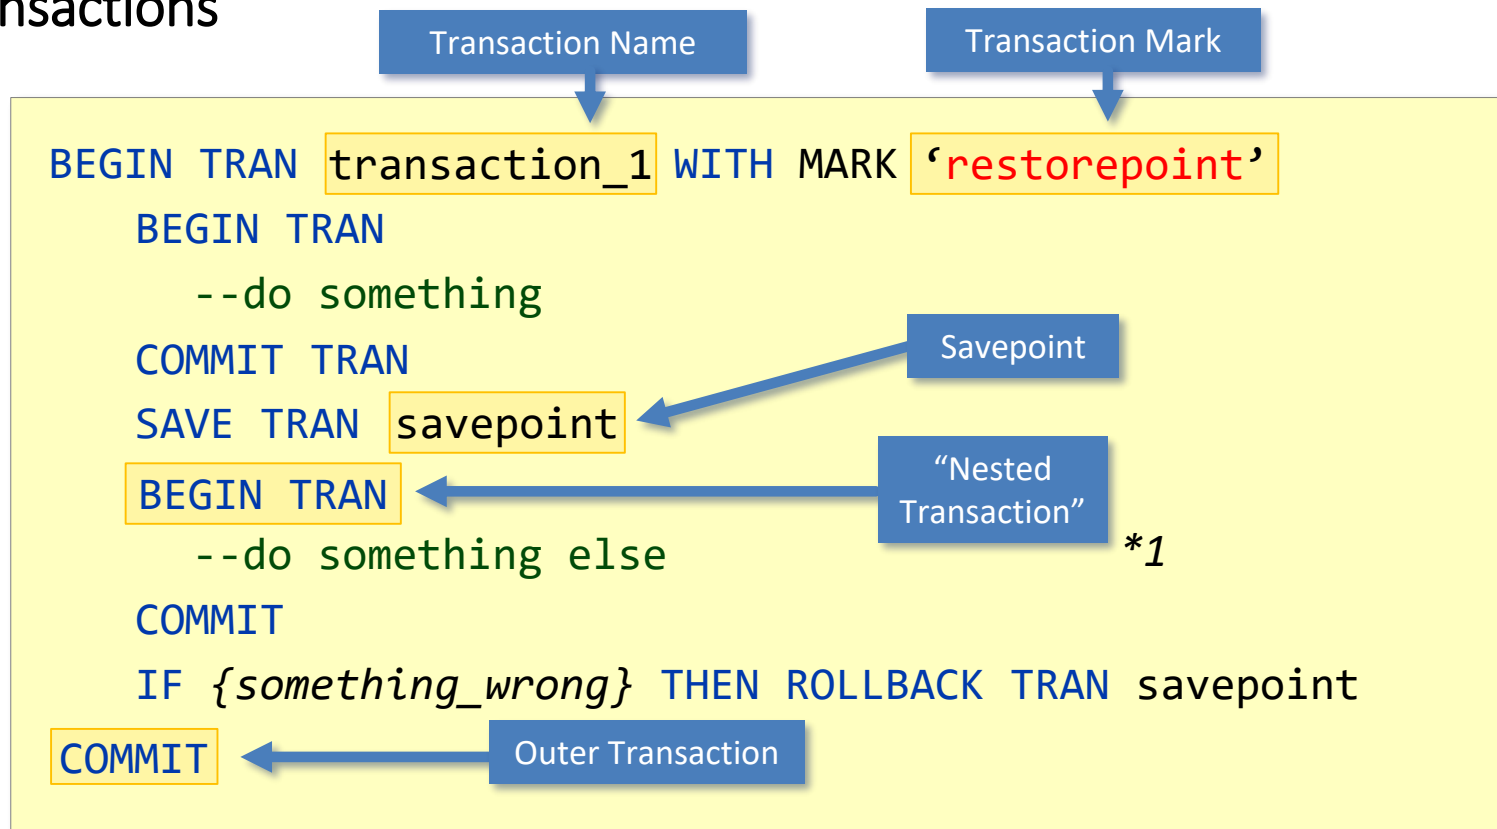 nsactions
Transaction Name
Transaction Mark
BEGIN TRAN transaction_1 WITH MARK ‘restorepoint’
BEGIN TRAN
--do something
COMMIT TRAN
Savepoint
SAVE TRAN savepoint
BEGIN TRAN
“Nested
Transaction”
--do something else
*1
COMMIT
IF {something_wrong} THEN ROLLBACK TRAN savepoint
COMMIT
Outer Transaction